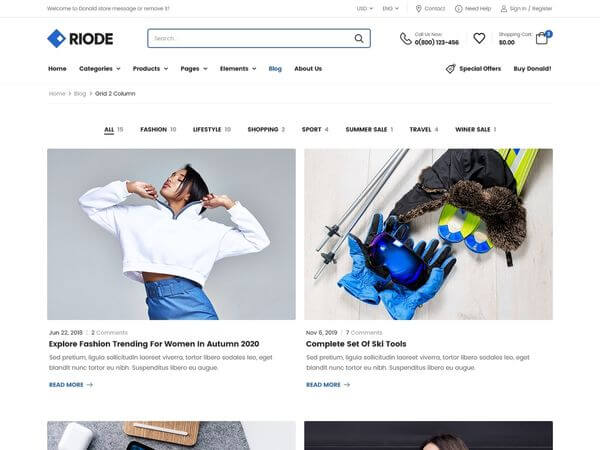 Welcome to Donald store message or remove it!
USD
ENG
Contact
Need Help
Sign in / Register
RIODE
Search...
Call Us Now:
0(800) 123-456
Shopping Cart:
$0.00
3
Home
Categories
Products
Pages
Elements
Blog
About Us
Special Offers
Buy Donald!
Home > Blog > Grid 2 Column
ALL 15
FASHION 10
LIFESTYLE 10
SHOPPING 2
SPORT 4
SUMMER SALE 1
TRAVEL 4
WINER SALE 1
Jun 22, 2018 | 2 Comments
Explore Fashion Trending For Women In Autumn 2020
Sed pretium, ligula sollicitudin laoreet viverra, tortor libero sodales leo, eget
blandit nunc tortor eu nibh. Suspenditus libero eu augue.
READ MORE
Nov 6, 2019 | 7 Comments
Complete Set Of Ski Tools
Sed pretium, ligula sollicitudin laoreet viverra, tortor libero sodales leo, eget
blandit nunc tortor eu nibh. Suspenditus libero eu augue.
READ MORE